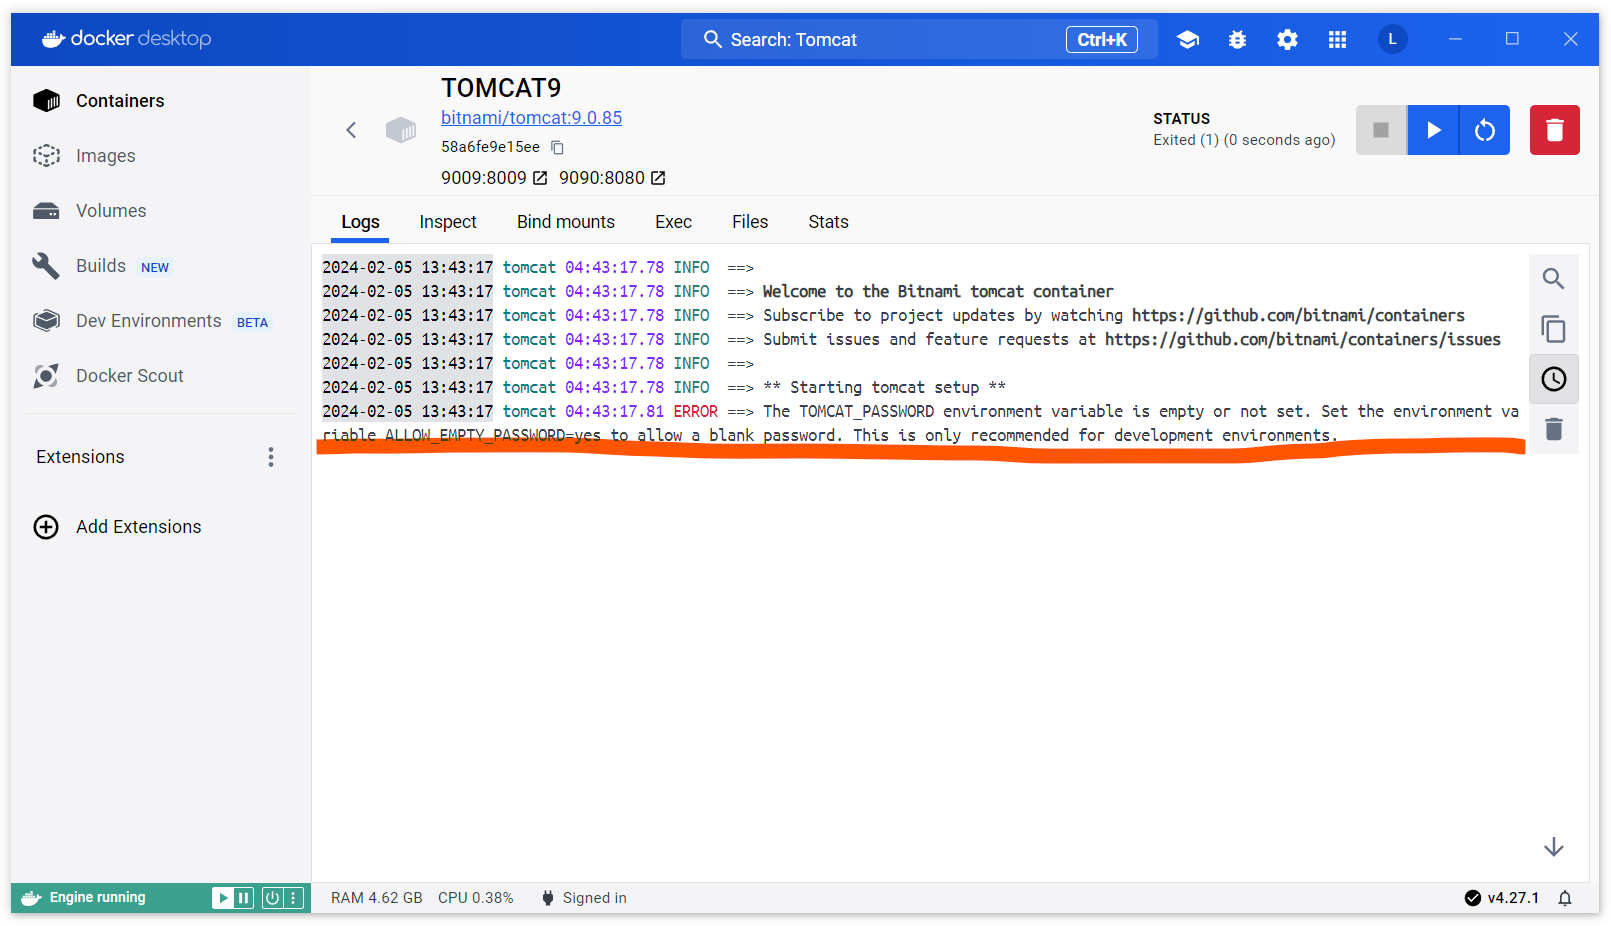 docker desktop
Search: Tomcat
Ctrl+K
L
Containers
Images
Volumes
Builds NEW
Dev Environments BETA
Docker Scout
Extensions
Add Extensions
TOMCAT9
bitnami/tomcat:9.0.85
58a6fe9e15ee
9009:8009 9090:8080
STATUS
Exited (1) (0 seconds ago)
Logs Inspect Bind mounts Exec Files Stats
2024-02-05 13:43:17 tomcat 04:43:17.78 INFO ==>
2024-02-05 13:43:17 tomcat 04:43:17.78 INFO ==> Welcome to the Bitnami tomcat container
2024-02-05 13:43:17 tomcat 04:43:17.78 INFO ==> Subscribe to project updates by watching https://github.com/bitnami/containers
2024-02-05 13:43:17 tomcat 04:43:17.78 INFO ==> Submit issues and feature requests at https://github.com/bitnami/containers/issues
2024-02-05 13:43:17 tomcat 04:43:17.78 INFO ==>
2024-02-05 13:43:17 tomcat 04:43:17.78 INFO ==> ** Starting tomcat setup **
2024-02-05 13:43:17 tomcat 04:43:17.81 ERROR ==> The TOMCAT_PASSWORD environment variable is empty or not set. Set the environment va
riable ALLOW_EMPTY_PASSWORD=yes to allow a blank password. This is only recommended for development environments.
Engine running
RAM 4.62 GB CPU 0.38% Signed in
v4.27.1